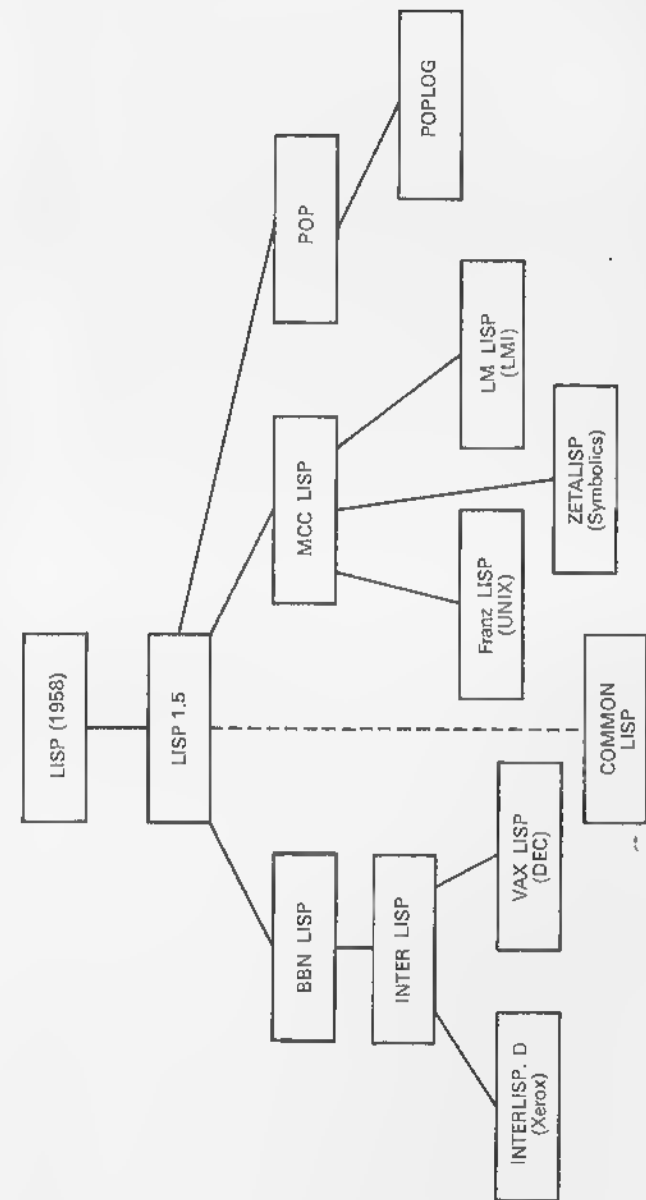 LISP (1958)
LISP 1.5
BBN LISP
MCC LISP
POP
INTER LISP
POPLOG
INTERLISP. D
(Xerox)
VAX LISP
(DEC)
Franz LISP
(UNIX)
LM LISP
(LMI)
ZETALISP
(Symbolics)
COMMON
LISP